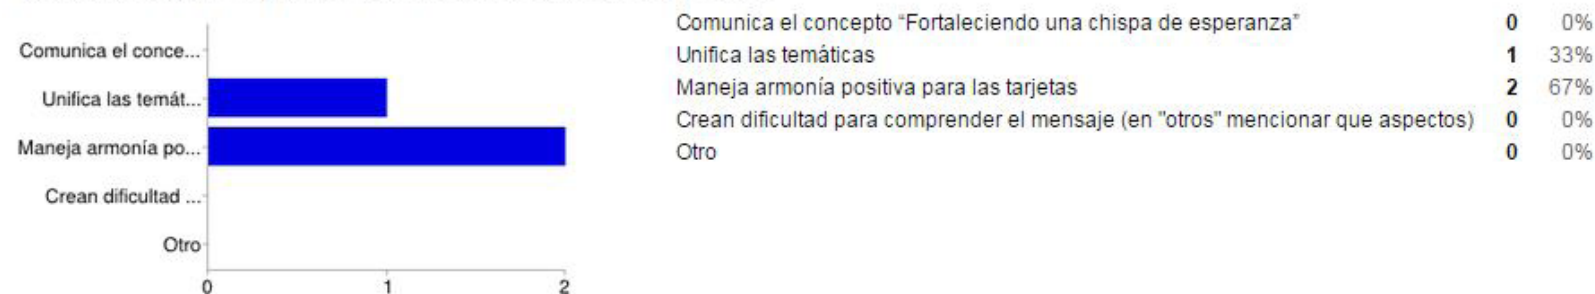 Comunica el conce...
Unifica las temát...
Maneja armonía po...
Crean dificultad ...
Otro
0 1 2
Comunica el concepto “Fortaleciendo una chispa de esperanza” 0 0%
Unifica las temáticas 1 33%
Maneja armonía positiva para las tarjetas 2 67%
Crean dificultad para comprender el mensaje (en "otros" mencionar que aspectos) 0 0%
Otro 0 0%